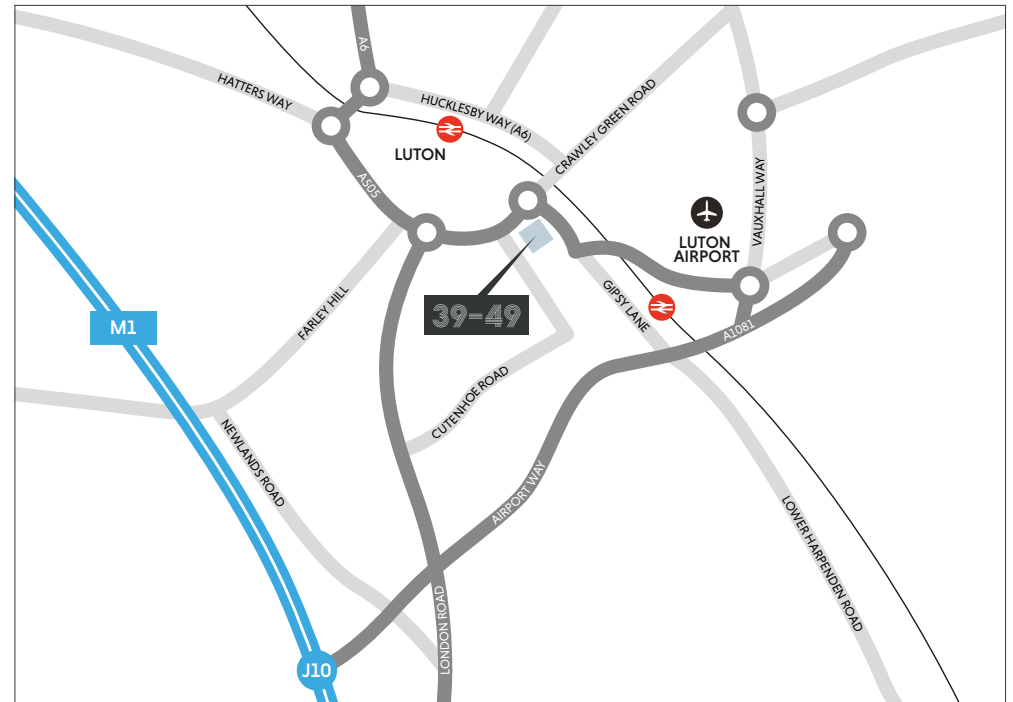 A6
HATTERS WAY
HUCKLESBY WAY (A6)
CRAWLEY GREEN ROAD
LUTON
A505
VAUXHALL WAY
LUTON
AIRPORT
FARLEY HILL
GIPSY LANE
39-49
M1
A1081
CUTENHOE ROAD
NEWLANDS ROAD
AIRPORT WAY
LOWER HARPENDEN ROAD
LONDON ROAD
J10